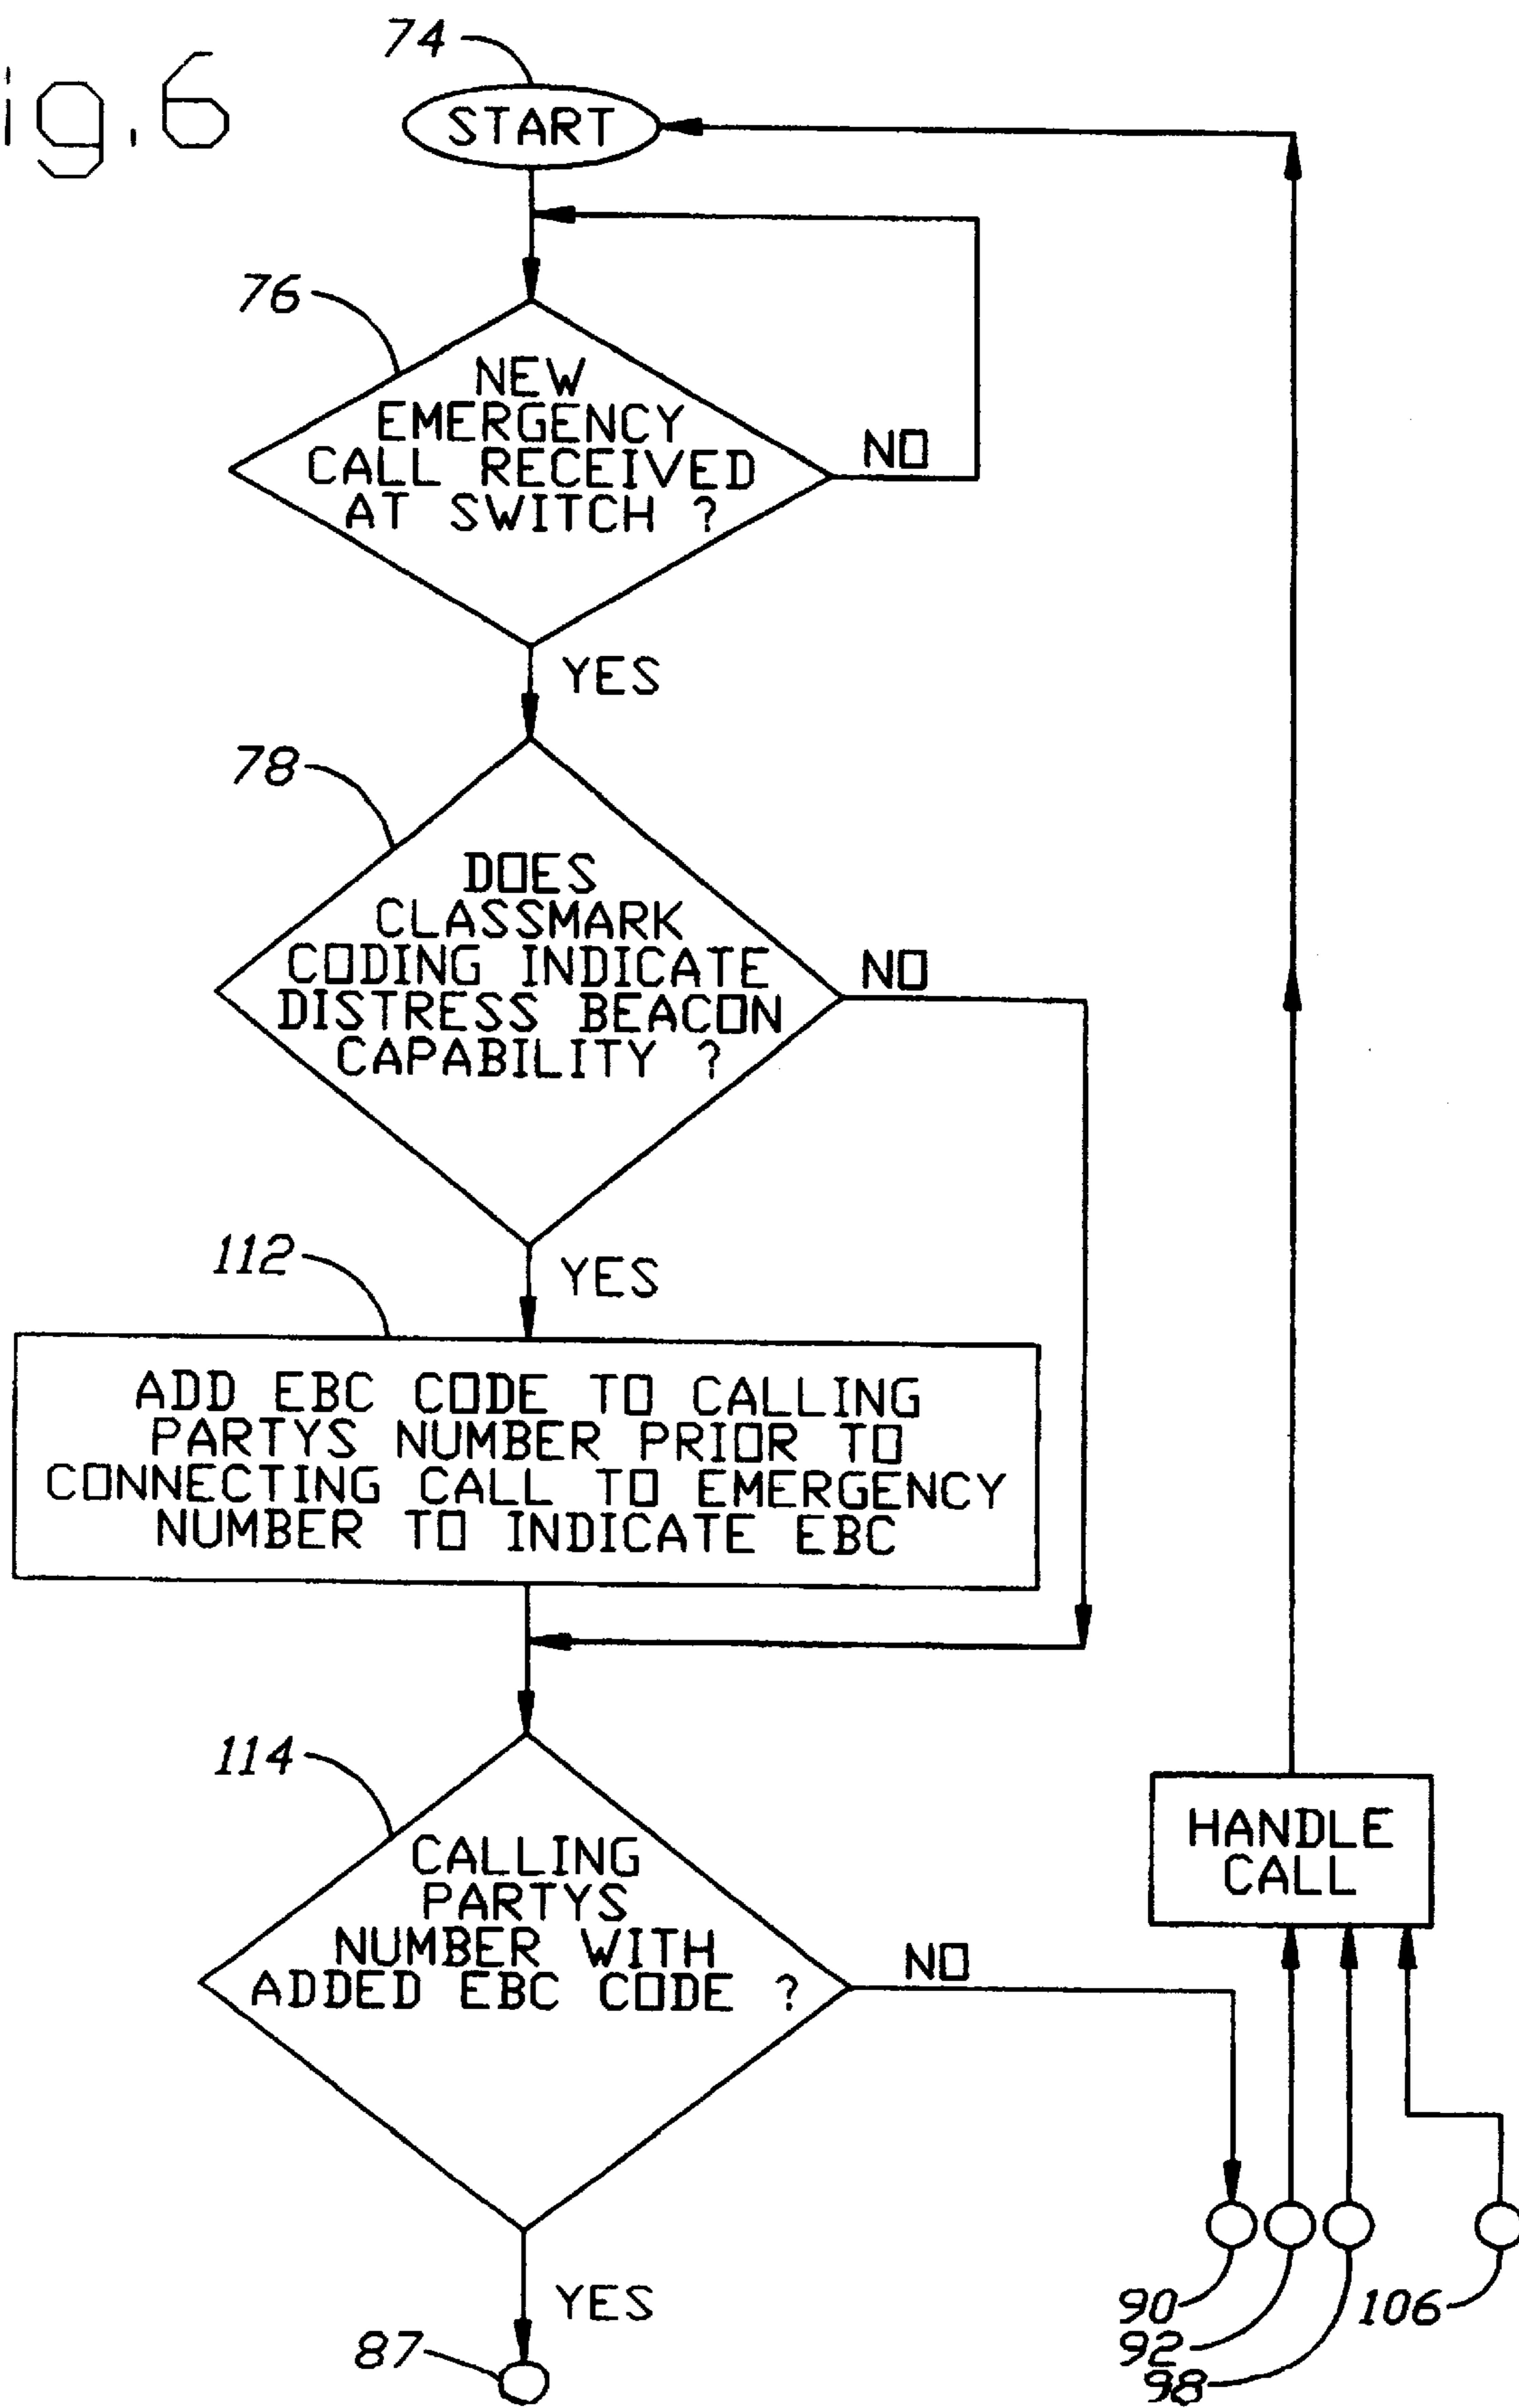 ig.6
74
START
76
NEW
EMERGENCY
CALL RECEIVED
AT SWITCH ?
NO
YES
78
DOES
CLASSMARK
CODING INDICATE
DISTRESS BEACON
CAPABILITY ?
NO
YES
112
ADD EBC CODE TO CALLING
PARTYS NUMBER PRIOR TO
CONNECTING CALL TO EMERGENCY
NUMBER TO INDICATE EBC
114
CALLING
PARTYS
NUMBER WITH
ADDED EBC CODE ?
NO
HANDLE
CALL
YES
87
90
92
98
106